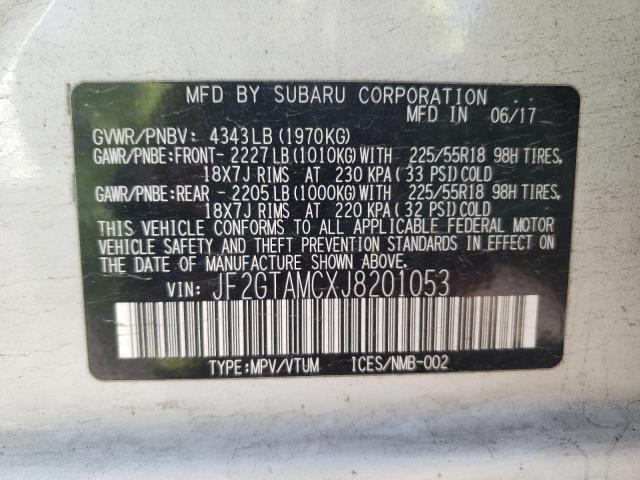 MFD BY SUBARU CORPORATION
MFD IN 06/17
GVWR/PNBV: 4343LB(1970KG)
GAWR/PNBE:FRONT- 2227LB(1010KG)WITH 225/55R18 98H TIRES,
18X7J RIMS AT 230 KPA(33 PSI)COLD
GAWR/PNBE:REAR - 2205LB(1000KG)WITH 225/55R18 98H TIRES,
18X7J RIMS AT 220 KPA(32 PSI)COLD
THIS VEHICLE CONFORMS TO ALL APPLICABLE FEDERAL MOTOR
VEHICLE SAFETY AND THEFT PREVENTION STANDARDS IN EFFECT ON
THE DATE OF MANUFACTURE SHOWN ABOVE.
VIN: JF2GTAMCXJ8201053
TYPE:MPV/VTUM ICES/NMB-002